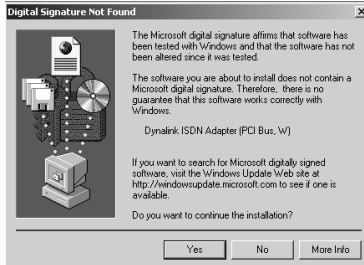 Digital Signature Not Found
The Microsoft digital signature affirms that software has
been tested with Windows and that the software has not
been altered since it was tested.
The software you are about to install does not contain a
Microsoft digital signature. Therefore, there is no
guarantee that this software works correctly with
Windows.
Dynalink ISDN Adapter (PCI Bus, W)
If you want to search for Microsoft digitally signed
software, visit the Windows Update Web site at
http://windowsupdate.microsoft.com to see if one is
available.
Do you want to continue the installation?
Yes
No
More Info